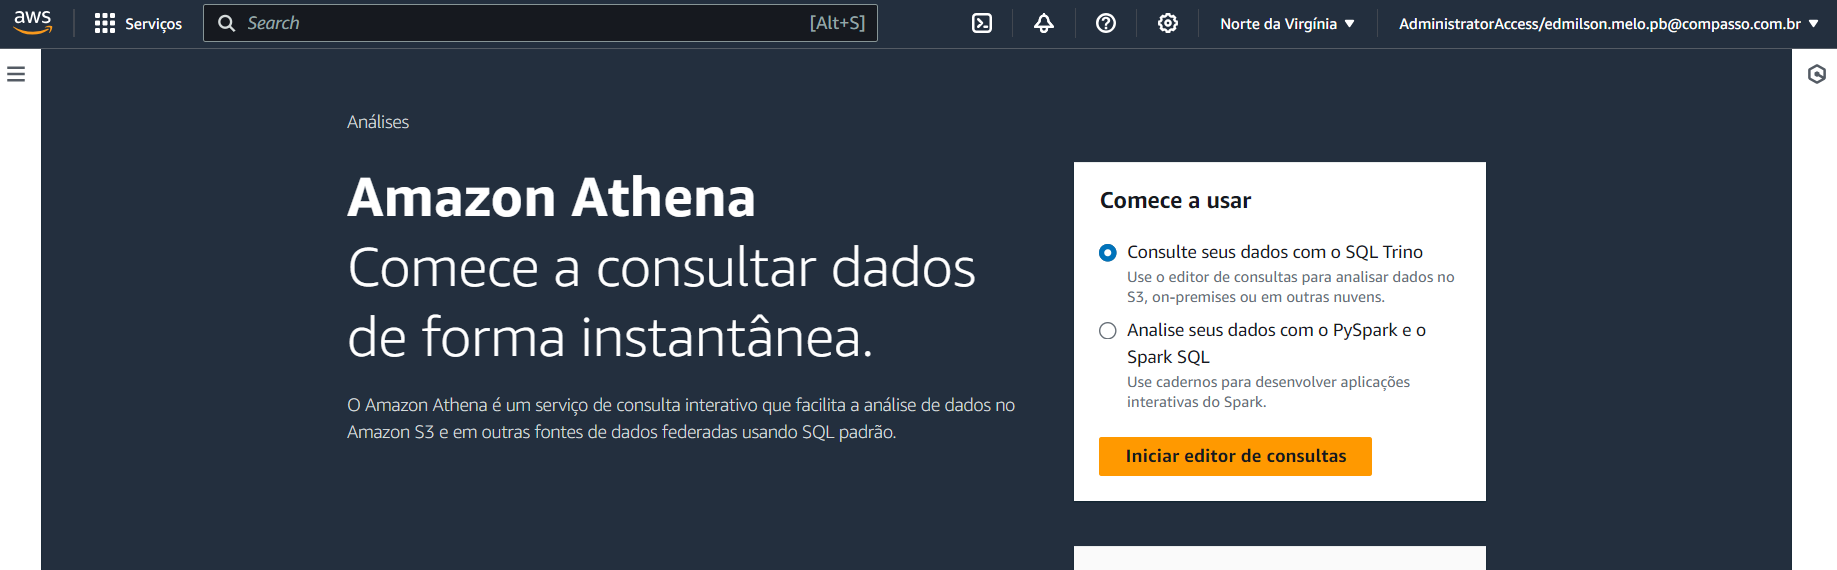 aws
Serviços
Search
[Alt+S]
Norte da Virgínia
AdministratorAccess/edmilson.melo.pb@compasso.com.br
Análises
Amazon Athena
Comece a consultar dados
de forma instantânea.
O Amazon Athena é um serviço de consulta interativo que facilita a análise de dados no
Amazon S3 e em outras fontes de dados federadas usando SQL padrão.
Comece a usar
Consulte seus dados com o SQL Trino
Use o editor de consultas para analisar dados no
S3, on-premises ou em outras nuvens.
Analise seus dados com o PySpark e o
Spark SQL
Use cadernos para desenvolver aplicações
interativas do Spark.
Iniciar editor de consultas